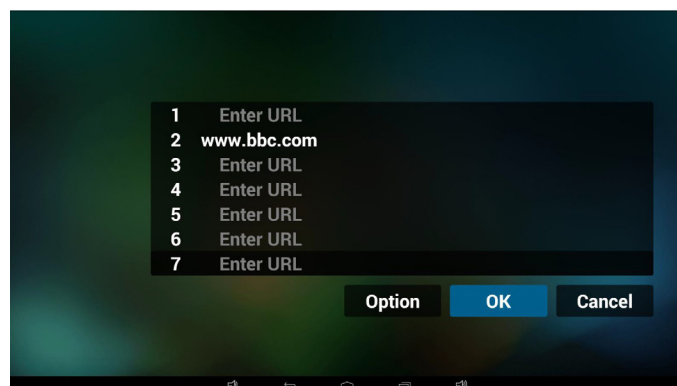 1 Enter URL
2 www.bbc.com
3 Enter URL
4 Enter URL
5 Enter URL
6 Enter URL
7 Enter URL
Option OK Cancel